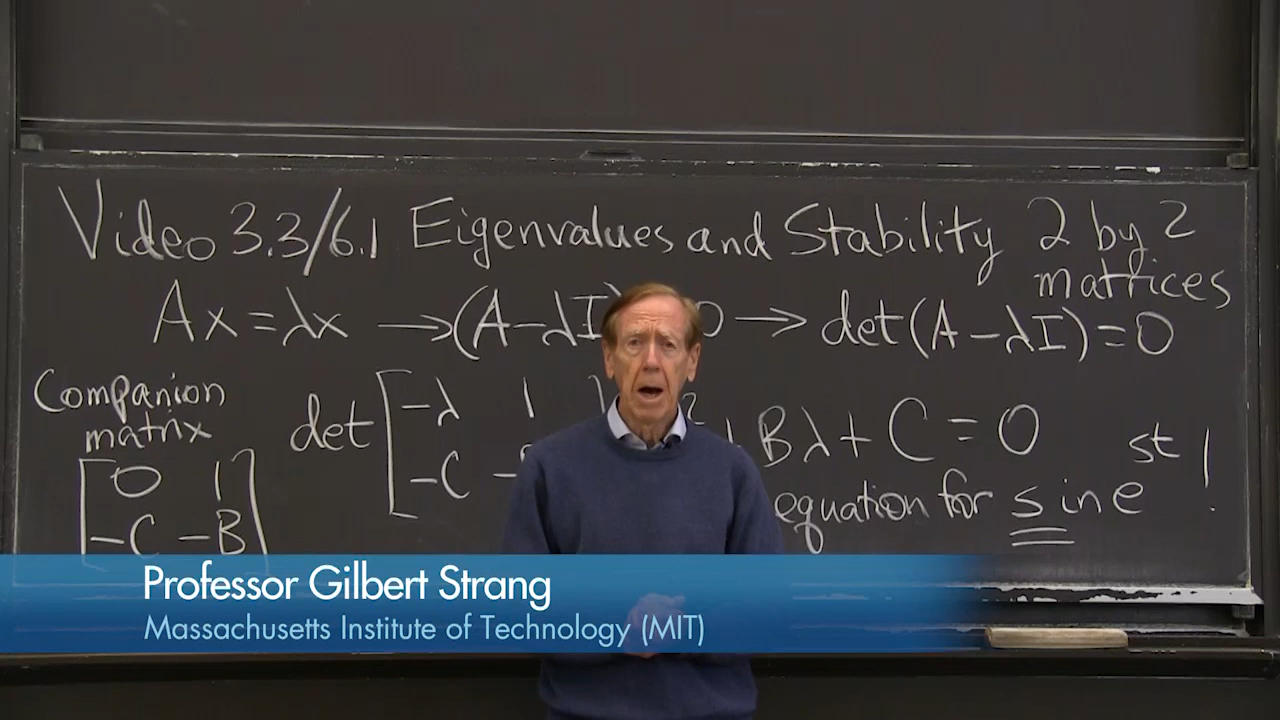 Video 3.3/6.1 Eigenvalues and Stability 2 by 2
matrices
Ax = λx → (A-λI) 0 → det(A-λI) = 0
Companion
matrix
det [ -λ 1
-C
Bλ + C = 0
equation for s in e st !
[ 0 1
-C -B ]
Professor Gilbert Strang
Massachusetts Institute of Technology (MIT)